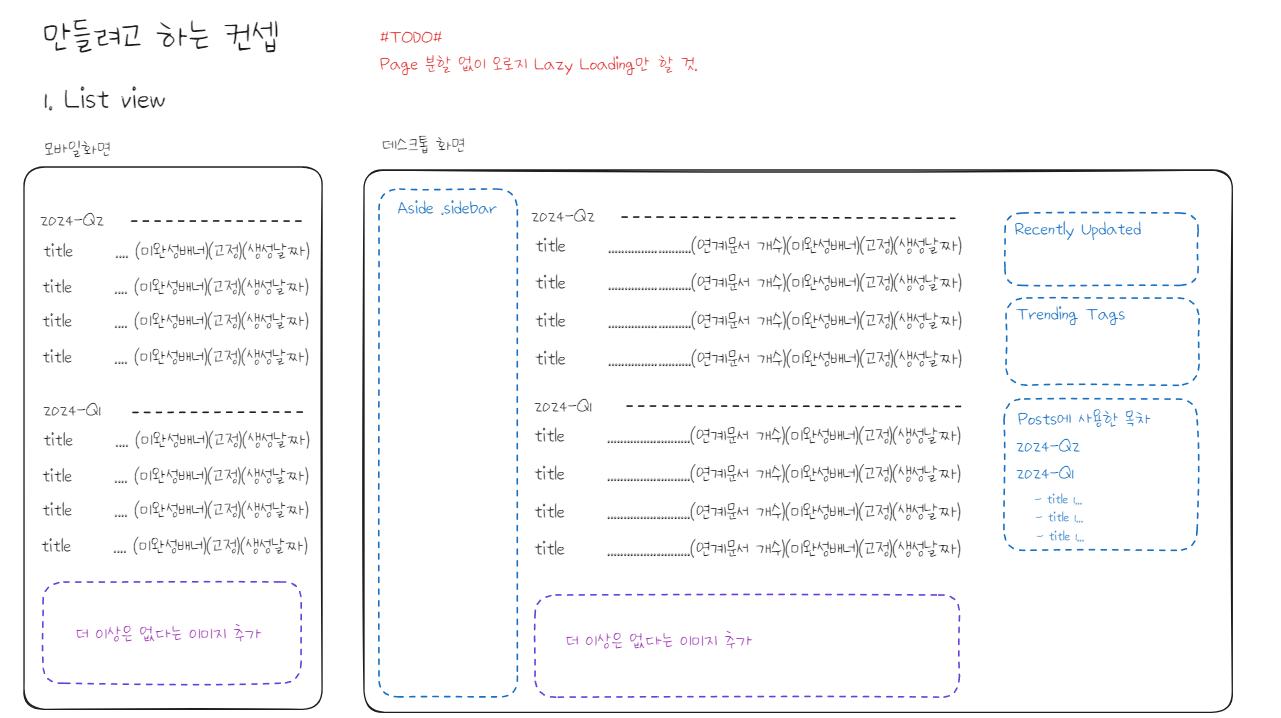 만들려고 하는 컨셉
#TODO#
Page 분할 없이 오로지 Lazy Loading만 할 것.
1. List view
모바일화면
2024-Q2 ----------------
title .... (미완성배너)(고정)(생성날짜)
title .... (미완성배너)(고정)(생성날짜)
title .... (미완성배너)(고정)(생성날짜)
title .... (미완성배너)(고정)(생성날짜)
2024-Q1 ----------------
title .... (미완성배너)(고정)(생성날짜)
title .... (미완성배너)(고정)(생성날짜)
title .... (미완성배너)(고정)(생성날짜)
title .... (미완성배너)(고정)(생성날짜)
더 이상은 없다는 이미지 추가
데스크톱 화면
Aside .sidebar
2024-Q2 ----------------
title .........................(연계문서 개수)(미완성배너)(고정)(생성날짜)
title .........................(연계문서 개수)(미완성배너)(고정)(생성날짜)
title .........................(연계문서 개수)(미완성배너)(고정)(생성날짜)
title .........................(연계문서 개수)(미완성배너)(고정)(생성날짜)
2024-Q1 ----------------
title .........................(연계문서 개수)(미완성배너)(고정)(생성날짜)
title .........................(연계문서 개수)(미완성배너)(고정)(생성날짜)
title .........................(연계문서 개수)(미완성배너)(고정)(생성날짜)
title .........................(연계문서 개수)(미완성배너)(고정)(생성날짜)
더 이상은 없다는 이미지 추가
Recently Updated
Trending Tags
Posts에 사용한 목차
2024-Q2
2024-Q1
- title 1...
- title 1...
- title 1...